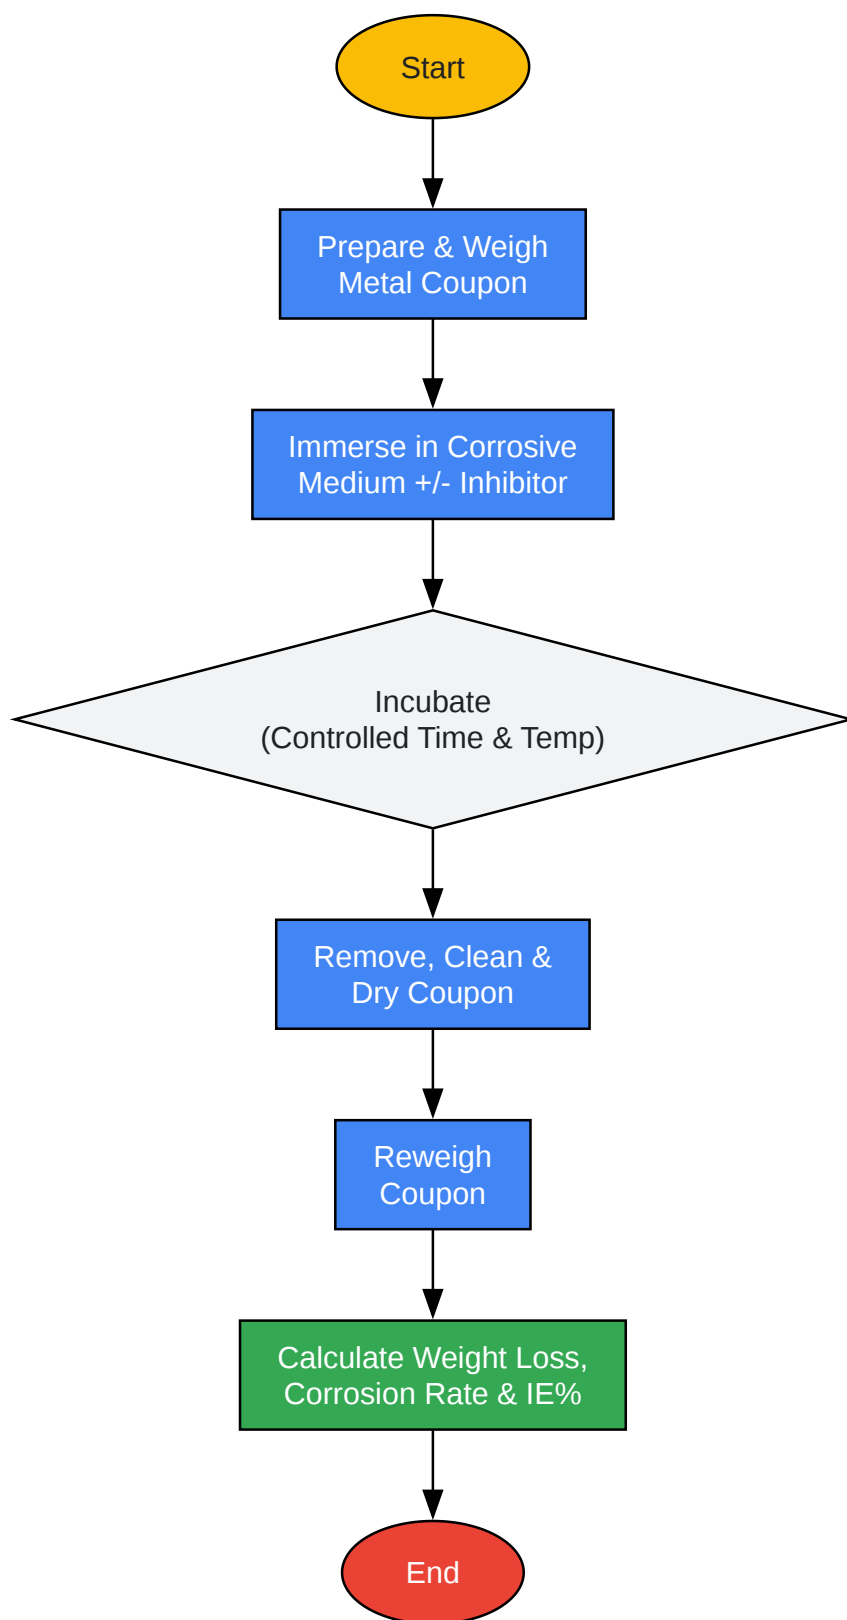 Start
Prepare & Weigh
Metal Coupon
Immerse in Corrosive
Medium +/- Inhibitor
Incubate
(Controlled Time & Temp)
Remove, Clean &
Dry Coupon
Reweigh
Coupon
Calculate Weight Loss,
Corrosion Rate & IE%
End